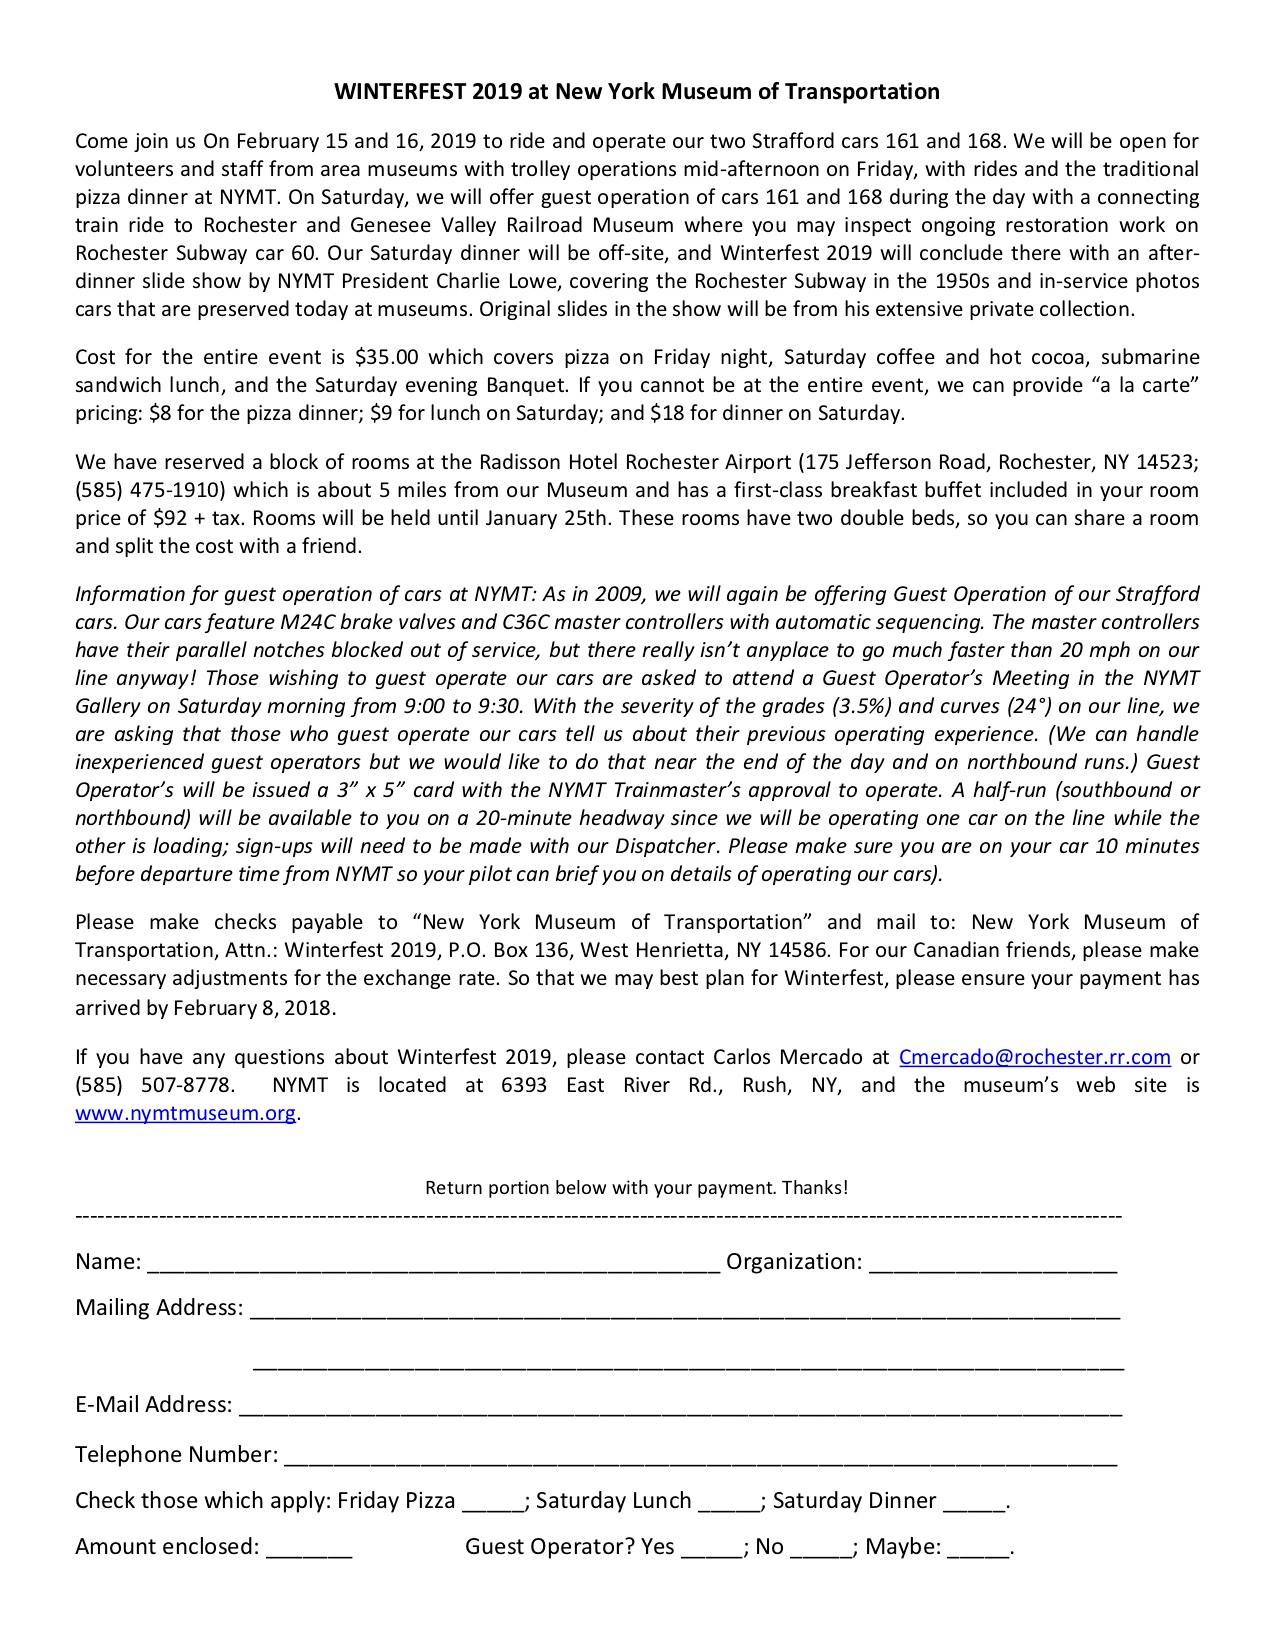 WINTERFEST 2019 at New York Museum of Transportation
Come join us On February 15 and 16, 2019 to ride and operate our two Strafford cars 161 and 168. We will be open for
volunteers and staff from area museums with trolley operations mid-afternoon on Friday, with rides and the traditional
pizza dinner at NYMT. On Saturday, we will offer guest operation of cars 161 and 168 during the day with a connecting
train ride to Rochester and Genesee Valley Railroad Museum where you may inspect ongoing restoration work on
Rochester Subway car 60. Our Saturday dinner will be off-site, and Winterfest 2019 will conclude there with an after-
dinner slide show by NYMT President Charlie Lowe, covering the Rochester Subway in the 1950s and in-service photos
cars that are preserved today at museums. Original slides in the show will be from his extensive private collection.
Cost for the entire event is $35.00 which covers pizza on Friday night, Saturday coffee and hot cocoa, submarine
sandwich lunch, and the Saturday evening Banquet. If you cannot be at the entire event, we can provide “a la carte”
pricing: $8 for the pizza dinner; $9 for lunch on Saturday; and $18 for dinner on Saturday.
We have reserved a block of rooms at the Radisson Hotel Rochester Airport (175 Jefferson Road, Rochester, NY 14523;
(585) 475-1910) which is about 5 miles from our Museum and has a first-class breakfast buffet included in your room
price of $92 + tax. Rooms will be held until January 25th. These rooms have two double beds, so you can share a room
and split the cost with a friend.
Information for guest operation of cars at NYMT: As in 2009, we will again be offering Guest Operation of our Strafford
cars. Our cars feature M24C brake valves and C36C master controllers with automatic sequencing. The master controllers
have their parallel notches blocked out of service, but there really isn’t anyplace to go much faster than 20 mph on our
line anyway! Those wishing to guest operate our cars are asked to attend a Guest Operator’s Meeting in the NYMT
Gallery on Saturday morning from 9:00 to 9:30. With the severity of the grades (3.5%) and curves (24°) on our line, we
are asking that those who guest operate our cars tell us about their previous operating experience. (We can handle
inexperienced guest operators but we would like to do that near the end of the day and on northbound runs.) Guest
Operator’s will be issued a 3” x 5” card with the NYMT Trainmaster’s approval to operate. A half-run (southbound or
northbound) will be available to you on a 20-minute headway since we will be operating one car on the line while the
other is loading; sign-ups will need to be made with our Dispatcher. Please make sure you are on your car 10 minutes
before departure time from NYMT so your pilot can brief you on details of operating our cars).
Please make checks payable to “New York Museum of Transportation” and mail to: New York Museum of
Transportation, Attn.: Winterfest 2019, P.O. Box 136, West Henrietta, NY 14586. For our Canadian friends, please make
necessary adjustments for the exchange rate. So that we may best plan for Winterfest, please ensure your payment has
arrived by February 8, 2018.
If you have any questions about Winterfest 2019, please contact Carlos Mercado at Cmercado@rochester.rr.com or
(585) 507-8778. NYMT is located at 6393 East River Rd., Rush, NY, and the museum’s web site is
www.nymtmuseum.org.
Return portion below with your payment. Thanks!
Name: ______________________________________________ Organization: ____________________
Mailing Address: ______________________________________________________________________
E-Mail Address: _______________________________________________________________________
Telephone Number: ___________________________________________________________________
Check those which apply: Friday Pizza _____; Saturday Lunch _____; Saturday Dinner _____.
Amount enclosed: _______ Guest Operator? Yes _____; No _____; Maybe: _____.